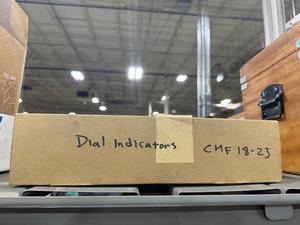 Dial Indicators CMF 18-23